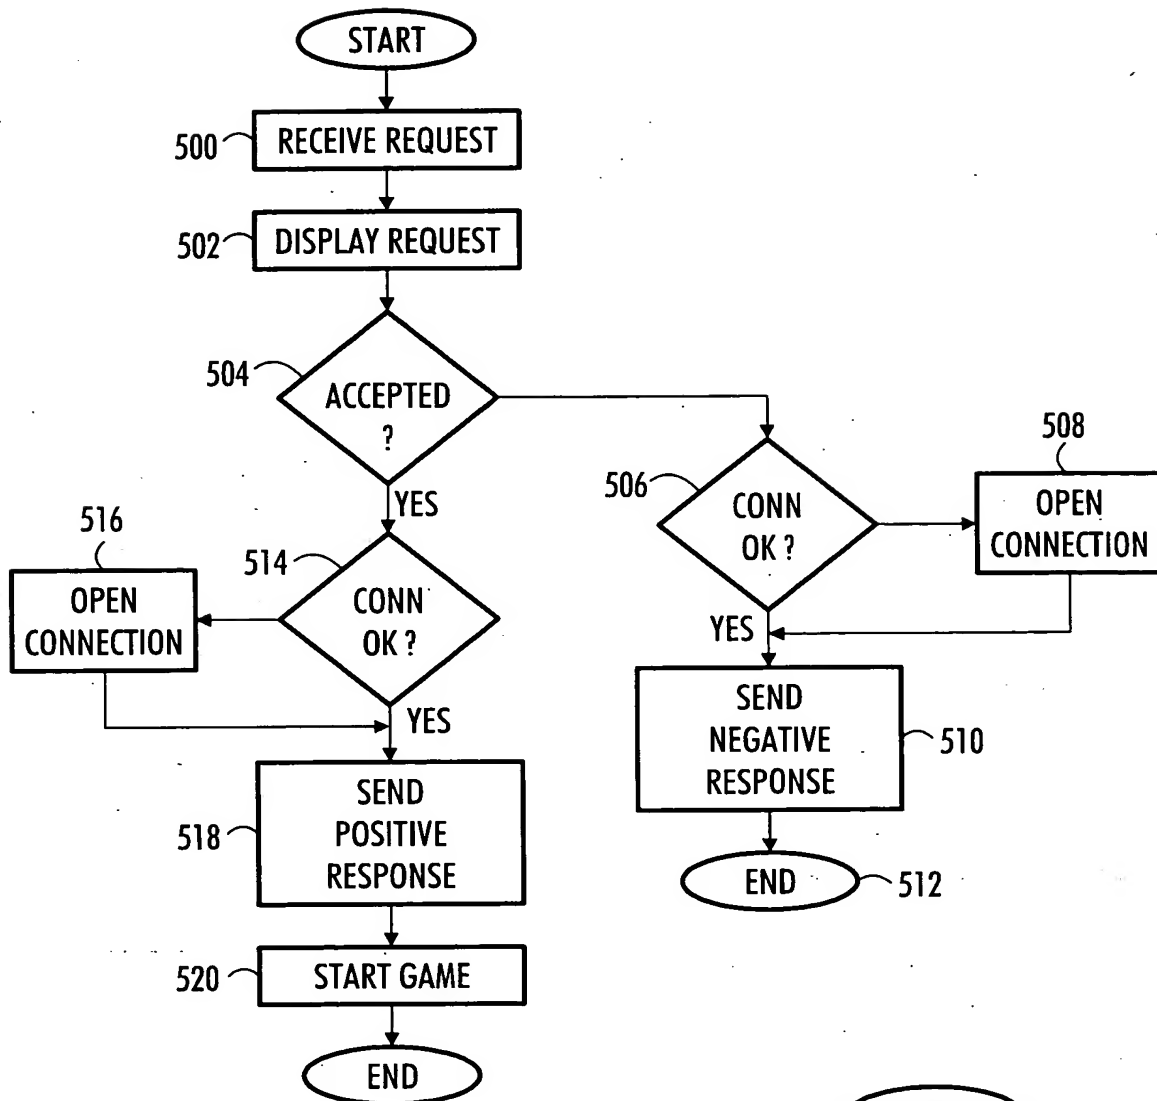 START
500
RECEIVE REQUEST
502
DISPLAY REQUEST
504
ACCEPTED
?
YES
506
CONN
OK ?
508
OPEN
CONNECTION
YES
510
SEND
NEGATIVE
RESPONSE
END
512
514
CONN
OK ?
516
OPEN
CONNECTION
YES
518
SEND
POSITIVE
RESPONSE
520
START GAME
END